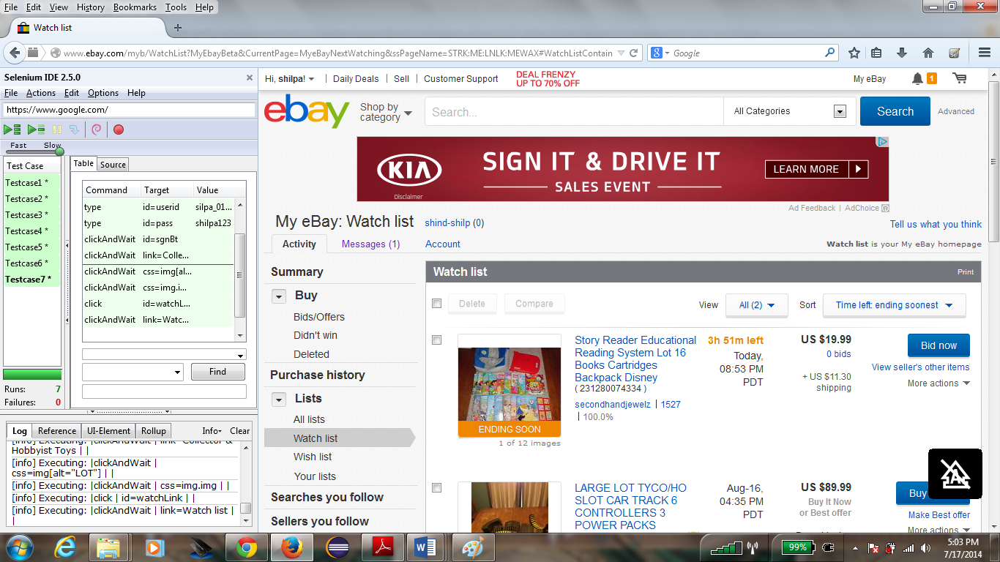 File Edit View History Bookmarks Tools Help
Watch list
www.ebay.com/myb/WatchList?MyEbayBeta&CurrentPage=MyeBayNextWatching&ssPageName=STRK:ME:LNLK:MEWAX#WatchListContain
Google
Selenium IDE 2.5.0
File Actions Edit Options Help
https://www.google.com/
Fast Slow
Test Case
Testcase1 *
Testcase2 *
Testcase3 *
Testcase4 *
Testcase5 *
Testcase6 *
Testcase7 *
Runs: 7
Failures: 0
Table Source
Command Target Value
type id=userid silpa_01...
type id=pass shilpa123
clickAndWait id=sgnBt
clickAndWait link=Colle...
clickAndWait css=img[al...
clickAndWait css=img.i...
click id=watchL...
clickAndWait link=Watc...
Find
Log Reference UI-Element Rollup Info Clear
[info] Executing: |clickAndWait | link=Collector &
Hobbyist Toys | |
[info] Executing: |clickAndWait |
css=img[alt="LOT"] | |
[info] Executing: |clickAndWait | css=img.img | |
[info] Executing: |click | id=watchLink | |
[info] Executing: |clickAndWait | link=Watch list |
|
Hi, shilpa! Daily Deals Sell Customer Support
DEAL FRENZY
UP TO 70% OFF
My eBay 1
ebay
Shop by
category
Search... All Categories Search Advanced
KIA
Disclaimer
SIGN IT & DRIVE IT
SALES EVENT
LEARN MORE
Ad Feedback | AdChoice
My eBay: Watch list shind-shilp (0)
Tell us what you think
Activity Messages (1) Account
Watch list is your My eBay homepage
Summary
Buy
Bids/Offers
Didn't win
Deleted
Purchase history
Lists
All lists
Watch list
Wish list
Your lists
Searches you follow
Sellers you follow
Watch list Print
Delete Compare View All (2) Sort Time left: ending soonest
ENDING SOON
1 of 12 images
Story Reader Educational
Reading System Lot 16
Books Cartridges
Backpack Disney
( 231280074334 )
secondhandjewelz | 1527
| 100.0%
3h 51m left
Today,
08:53 PM
PDT
US $19.99
0 bids
+ US $11.30
shipping
Bid now
View seller's other items
More actions
LARGE LOT TYCO/HO
SLOT CAR TRACK 6
CONTROLLERS 3
POWER PACKS
Aug-16,
04:35 PM
PDT
US $89.99
Buy It Now
or Best offer
Buy
Make Best offer
More actions
99%
5:03 PM
7/17/2014